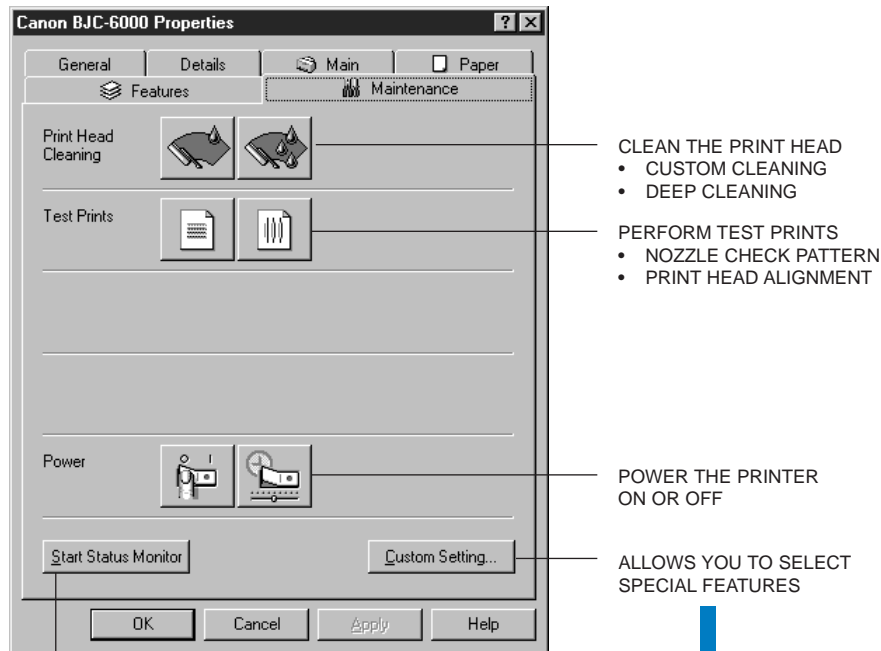 Canon BJC-6000 Properties
General Details Main Paper
Features Maintenance
Print Head
Cleaning
CLEAN THE PRINT HEAD
• CUSTOM CLEANING
• DEEP CLEANING
Test Prints
PERFORM TEST PRINTS
• NOZZLE CHECK PATTERN
• PRINT HEAD ALIGNMENT
Power
POWER THE PRINTER
ON OR OFF
Start Status Monitor Custom Setting...
ALLOWS YOU TO SELECT
SPECIAL FEATURES
OK Cancel Apply Help